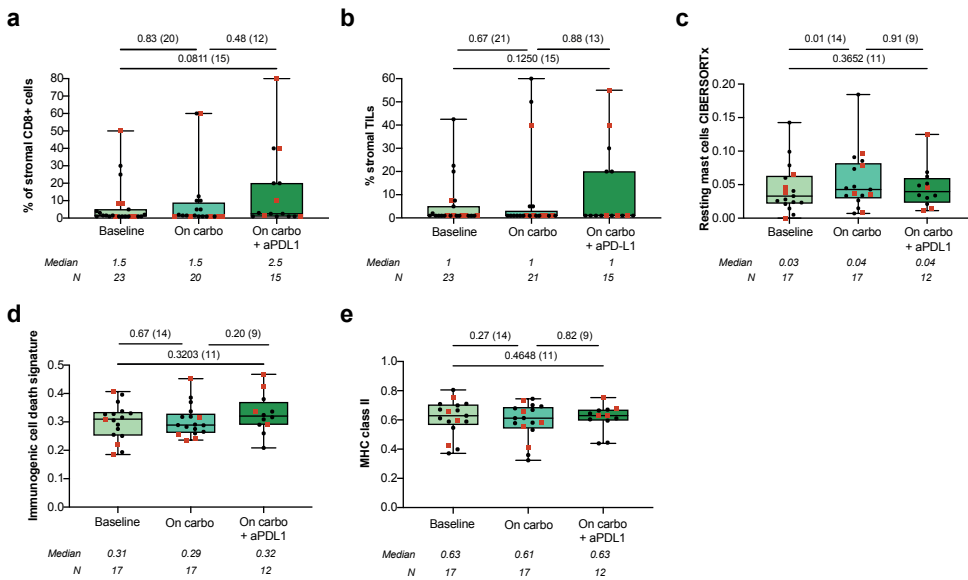 a
0.83 (20)
0.48 (12)
0.0811 (15)
% of stromal CD8+ cells
80
70
60
50
40
30
20
10
0
Baseline
On carbo
On carbo
+ aPDL1
Median
1.5
1.5
2.5
N
23
20
15
b
0.67 (21)
0.88 (13)
0.1250 (15)
% stromal TILs
60
50
40
30
20
10
0
Baseline
On carbo
On carbo
+ aPD-L1
Median
1
1
1
N
23
21
15
c
0.01 (14)
0.91 (9)
0.3652 (11)
Resting mast cells CIBERSORTx
0.20
0.15
0.10
0.05
0.00
Baseline
On carbo
On carbo
+ aPDL1
Median
0.03
0.04
0.04
N
17
17
12
d
0.67 (14)
0.20 (9)
0.3203 (11)
Immunogenic cell death signature
0.5
0.4
0.3
0.2
0.1
0.0
Baseline
On carbo
On carbo
+ aPDL1
Median
0.31
0.29
0.32
N
17
17
12
e
0.27 (14)
0.82 (9)
0.4648 (11)
MHC class II
1.0
0.8
0.6
0.4
0.2
0.0
Baseline
On carbo
On carbo
+ aPDL1
Median
0.63
0.61
0.63
N
17
17
12